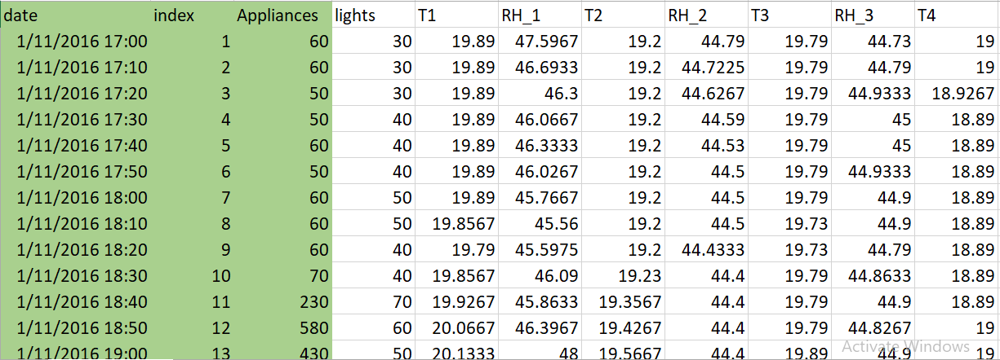 date index Appliances lights T1 RH_1 T2 RH_2 T3 RH_3 T4
1/11/2016 17:00 1 60 30 19.89 47.5967 19.2 44.79 19.79 44.73 19
1/11/2016 17:10 2 60 30 19.89 46.6933 19.2 44.7225 19.79 44.79 19
1/11/2016 17:20 3 50 30 19.89 46.3 19.2 44.6267 19.79 44.9333 18.9267
1/11/2016 17:30 4 50 40 19.89 46.0667 19.2 44.59 19.79 45 18.89
1/11/2016 17:40 5 60 40 19.89 46.3333 19.2 44.53 19.79 45 18.89
1/11/2016 17:50 6 50 40 19.89 46.0267 19.2 44.5 19.79 44.9333 18.89
1/11/2016 18:00 7 60 50 19.89 45.7667 19.2 44.5 19.79 44.9 18.89
1/11/2016 18:10 8 60 50 19.8567 45.56 19.2 44.5 19.73 44.9 18.89
1/11/2016 18:20 9 60 40 19.79 45.5975 19.2 44.4333 19.73 44.79 18.89
1/11/2016 18:30 10 70 40 19.8567 46.09 19.23 44.4 19.79 44.8633 18.89
1/11/2016 18:40 11 230 70 19.9267 45.8633 19.3567 44.4 19.79 44.9 18.89
1/11/2016 18:50 12 580 60 20.0667 46.3967 19.4267 44.4 19.79 44.8267 19
1/11/2016 19:00 13 430 50 20.1333 48 19.5667 44.4 19.89 44.9 19
Activate Windows